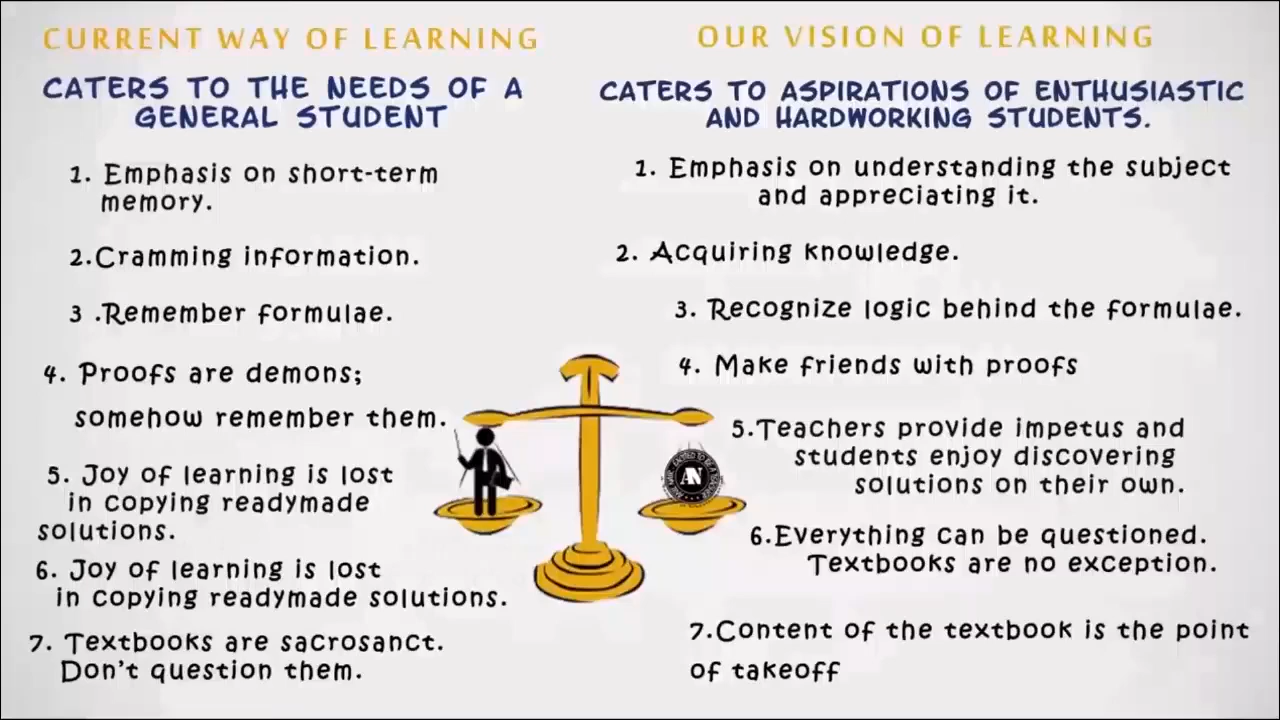 CURRENT WAY OF LEARNING
CATERS TO THE NEEDS OF A
GENERAL STUDENT
1. Emphasis on short-term
memory.
2.Cramming information.
3 .Remember formulae.
4. Proofs are demons;
somehow remember them.
5. Joy of learning is lost
in copying readymade
solutions.
6. Joy of learning is lost
in copying readymade solutions.
7. Textbooks are sacrosanct.
Don't question them.
OUR VISION OF LEARNING
CATERS TO ASPIRATIONS OF ENTHUSIASTIC
AND HARDWORKING STUDENTS.
1. Emphasis on understanding the subject
and appreciating it.
2. Acquiring knowledge.
3. Recognize logic behind the formulae.
4. Make friends with proofs
5.Teachers provide impetus and
students enjoy discovering
solutions on their own.
6.Everything can be questioned.
Textbooks are no exception.
7.Content of the textbook is the point
of takeoff
AN